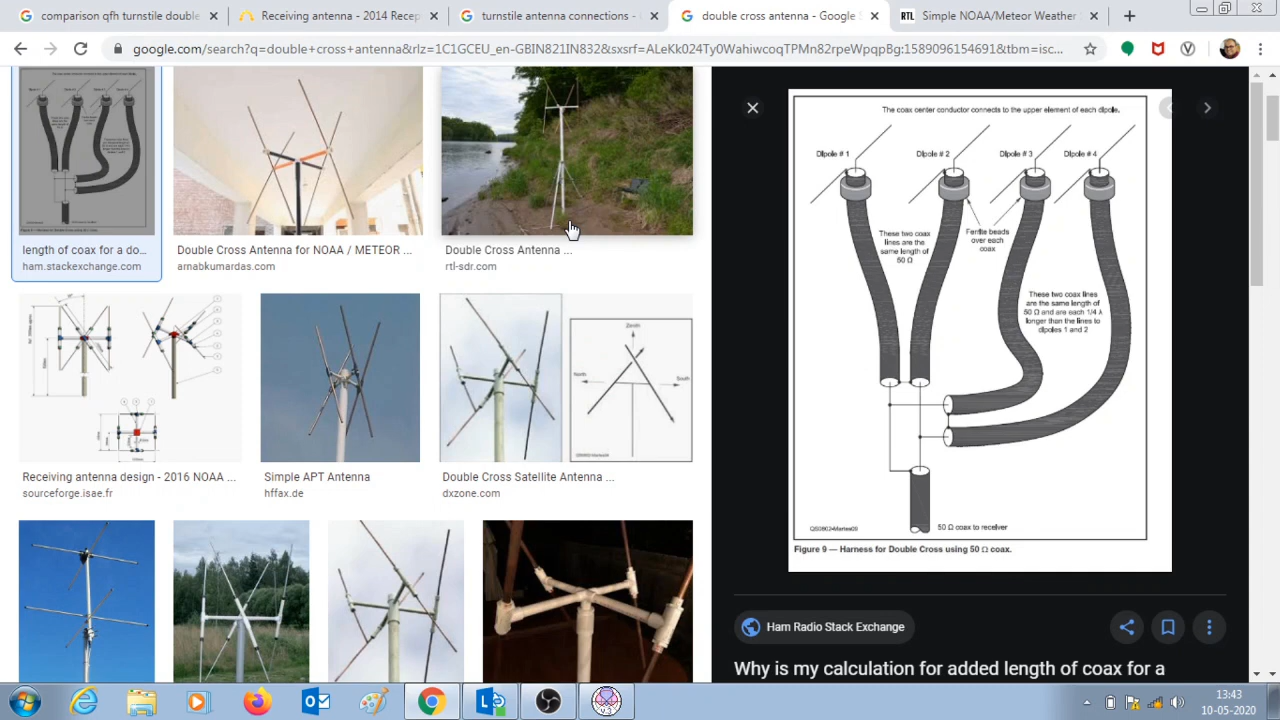 comparison qfh turnstile double
Receiving antenna - 2014 Recep
turnstile antenna connections -
double cross antenna - Google S
RTL Simple NOAA/Meteor Weather
google.com/search?q=double+cross+antenna&rlz=1C1GCEU_en-GBIN821IN832&sxsrf=ALeKk024Ty0WahiwcoqTPMn82rpeWpqpBg:1589096154691&tbm=isc...
length of coax for a do...
ham.stackexchange.com
Double Cross Antenna for NOAA / METEOR ...
amatkumardas.com
Double Cross Antenna ...
rtl-sdr.com
Receiving antenna design - 2016 NOAA ...
sourceforge.isae.fr
Simple APT Antenna
hffax.de
Zenith
North
South
Double Cross Satellite Antenna ...
dxzone.com
The coax center conductor connects to the upper element of each dipole.
Dipole # 1
Dipole # 2
Dipole # 3
Dipole # 4
These two coax
lines are the
same length of
50 Ω
Ferrite beads
over each
coax
These two coax lines
are the same length of
50 Ω and are each 1/4 λ
longer than the lines to
dipoles 1 and 2
50 Ω coax to receiver
Figure 9 — Harness for Double Cross using 50 Ω coax.
Ham Radio Stack Exchange
Why is my calculation for added length of coax for a
13:43
10-05-2020